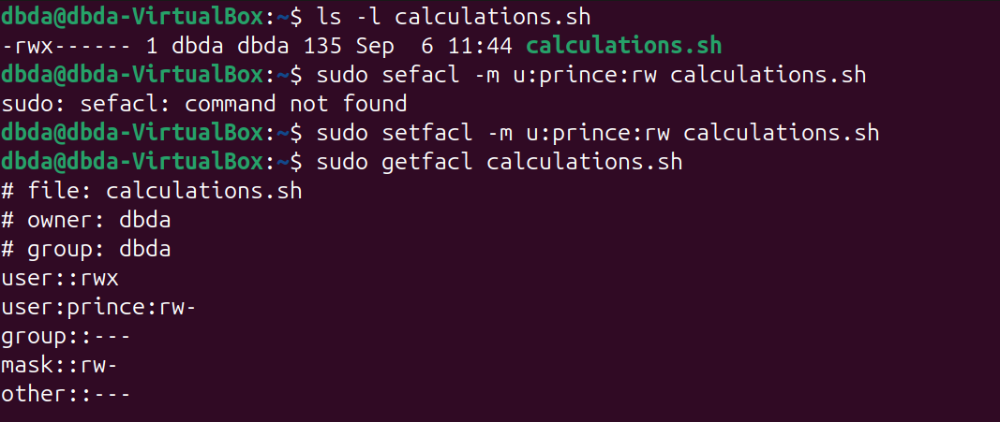 dbda@dbda-VirtualBox:~$ ls -l calculations.sh
-rwx------ 1 dbda dbda 135 Sep  6 11:44 calculations.sh
dbda@dbda-VirtualBox:~$ sudo sefacl -m u:prince:rw calculations.sh
sudo: sefacl: command not found
dbda@dbda-VirtualBox:~$ sudo setfacl -m u:prince:rw calculations.sh
dbda@dbda-VirtualBox:~$ sudo getfacl calculations.sh
# file: calculations.sh
# owner: dbda
# group: dbda
user::rwx
user:prince:rw-
group::---
mask::rw-
other::---